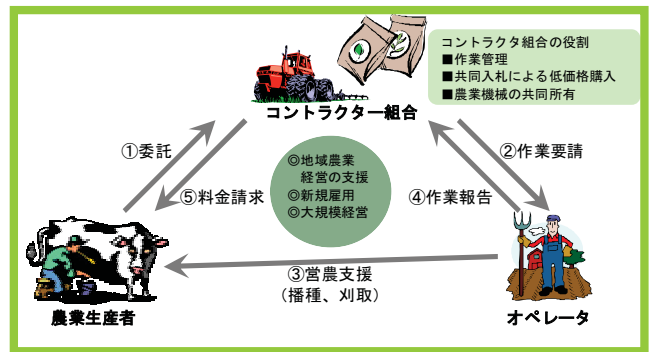 コントラクタ組合の役割
■作業管理
■共同入札による低価格購入
■農業機械の共同所有
コントラクター組合
①委託
②作業要請
◎地域農業
経営の支援
◎新規雇用
◎大規模経営
⑤料金請求
④作業報告
③営農支援
（播種、刈取）
農業生産者
オペレータ